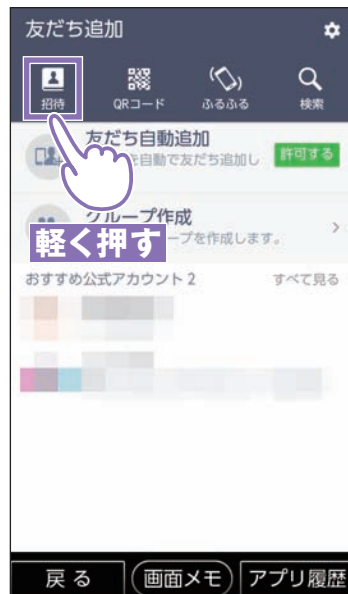 友だち追加
招待
QRコード
ふるふる
検索
友だち自動追加
を自動で友だち追加し
許可する
グループ作成
ープを作成します。
軽く押す
おすすめ公式アカウント 2
すべて見る
戻る
画面メモ
アプリ履歴